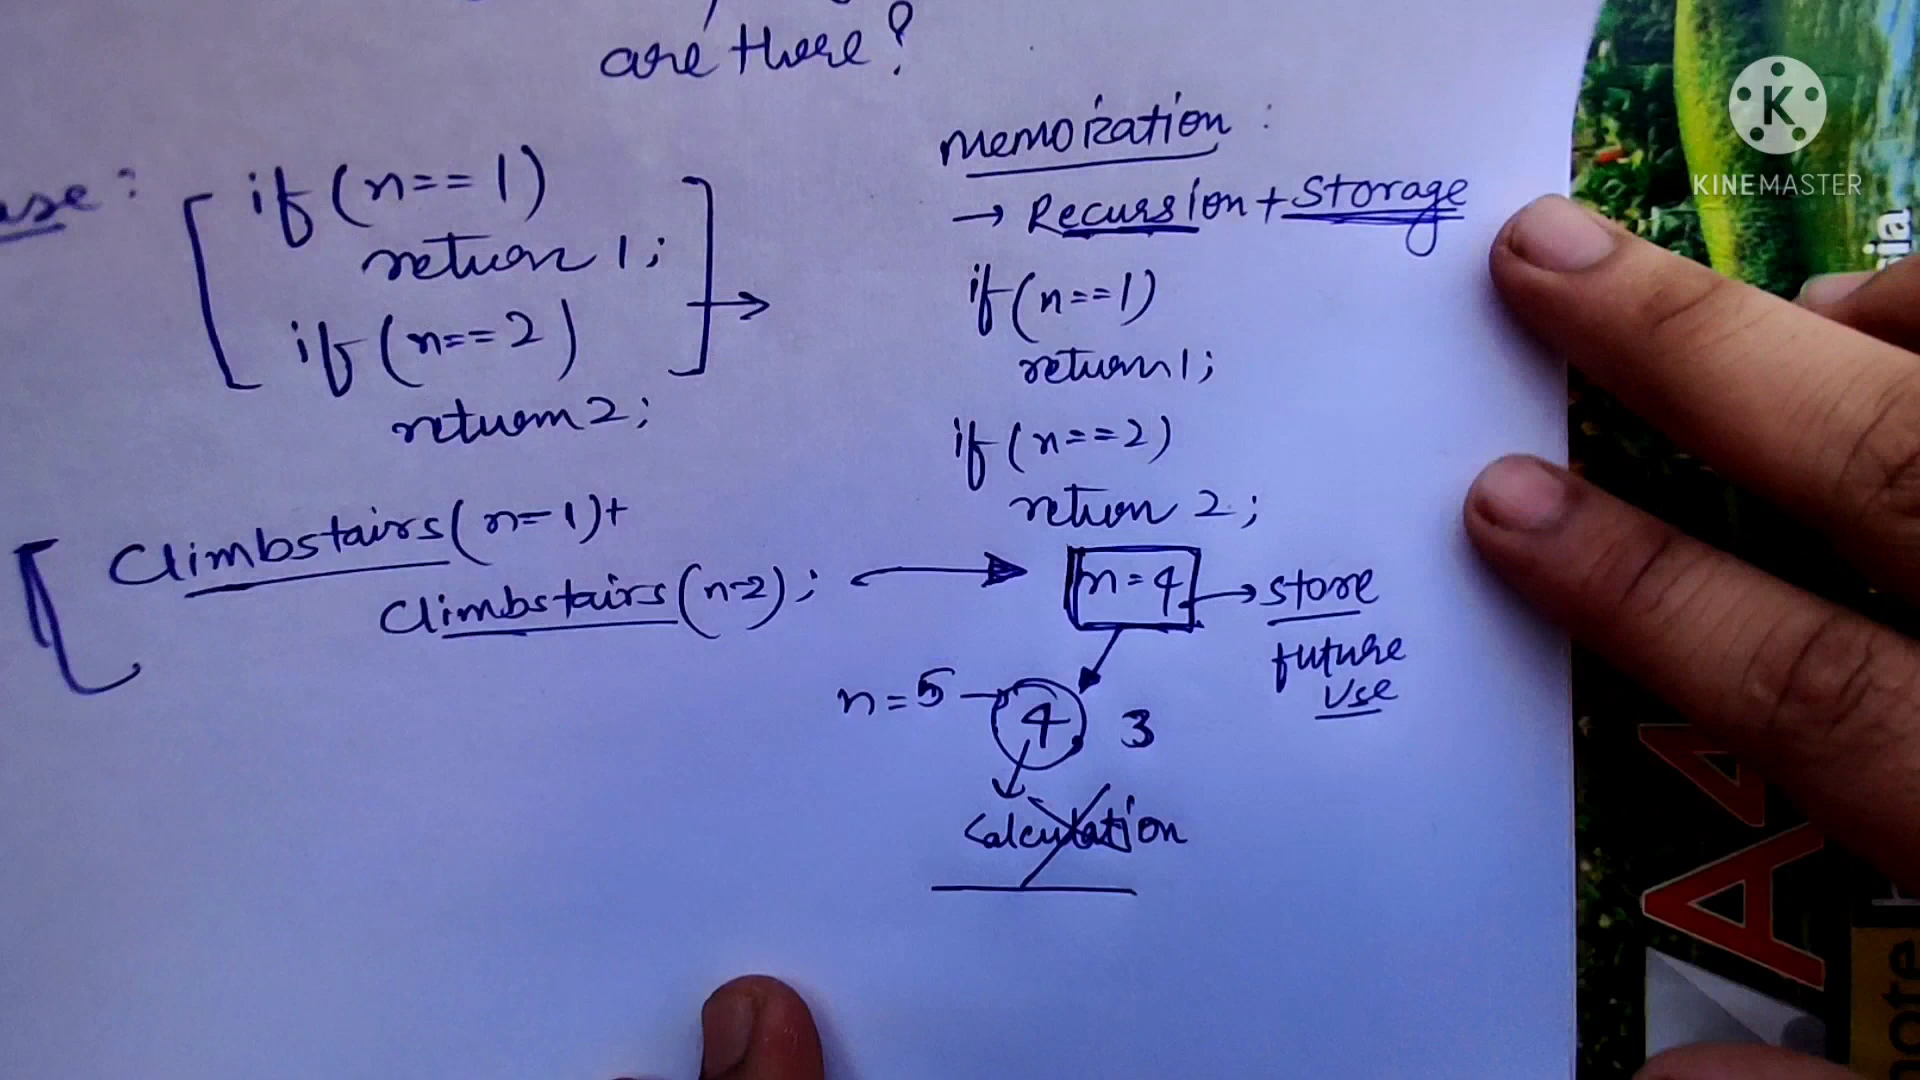 are there?
if (n==1)
return 1;
if (n==2)
return 2;
Climbstairs(n-1)+
Climbstairs(n-2);
memoization:
→ Recursion + Storage
if (n==1)
return 1;
if (n==2)
return 2;
n=4 → store
future
use
n=5 4 3
Calculation
KINEMASTER
A4